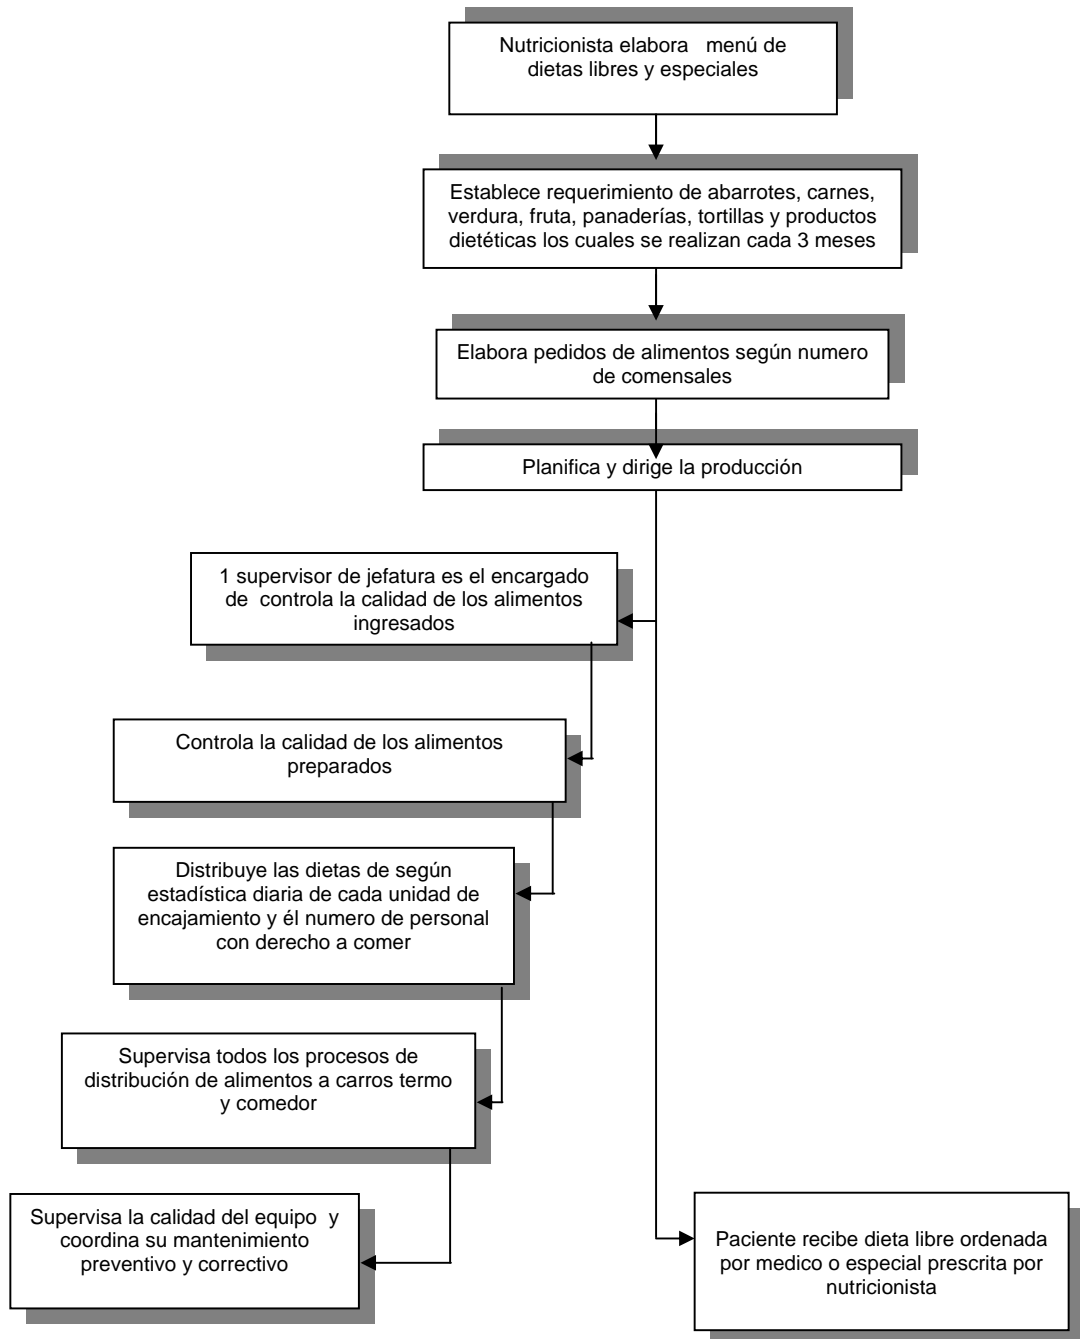 Nutricionista elabora   menú de
dietas libres y especiales
Establece requerimiento de abarrotes, carnes,
verdura, fruta, panaderías, tortillas y productos
dietéticas los cuales se realizan cada 3 meses
Elabora pedidos de alimentos según numero
de comensales
Planifica y dirige la producción
1 supervisor de jefatura es el encargado
de  controla la calidad de los alimentos
ingresados
Controla la calidad de los alimentos
preparados
Distribuye las dietas de según
estadística diaria de cada unidad de
encajamiento y él numero de personal
con derecho a comer
Supervisa todos los procesos de
distribución de alimentos a carros termo
y comedor
Supervisa la calidad del equipo  y
coordina su mantenimiento
preventivo y correctivo
Paciente recibe dieta libre ordenada
por medico o especial prescrita por
nutricionista